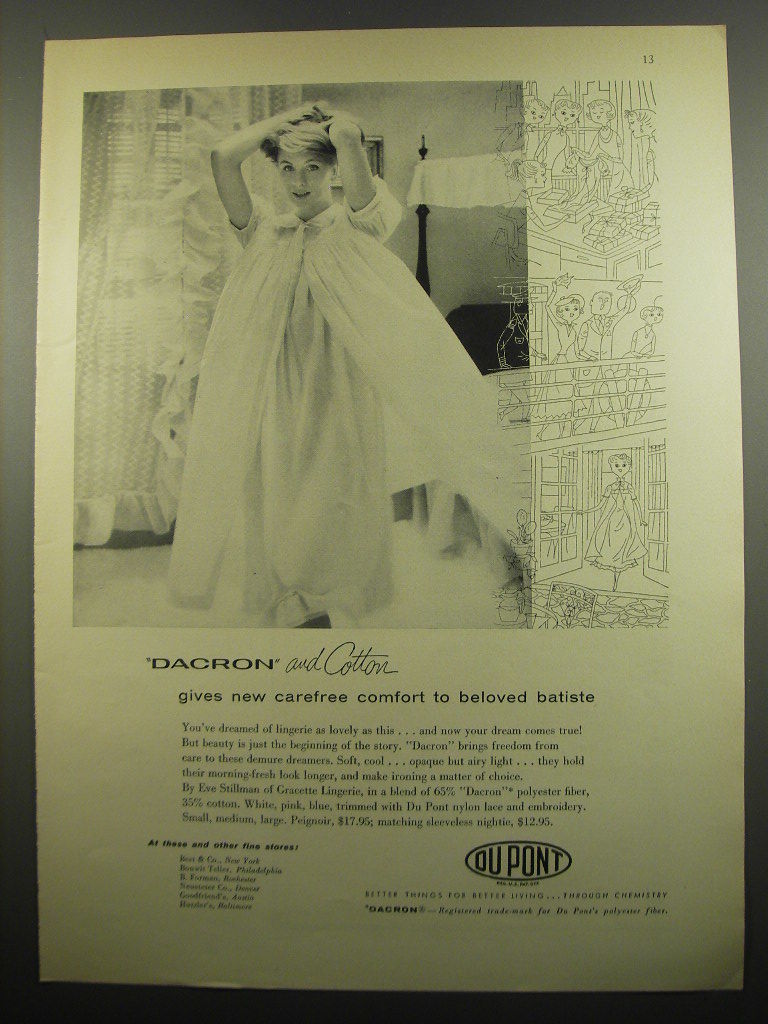 13
"DACRON" and Cotton
gives new carefree comfort to beloved batiste
You've dreamed of lingerie as lovely as this . . . and now your dream comes true!
But beauty is just the beginning of the story. "Dacron" brings freedom from
care to these demure dreamers. Soft, cool . . . opaque but airy light . . . they hold
their morning-fresh look longer, and make ironing a matter of choice.
By Eve Stillman of Gracette Lingerie, in a blend of 65% "Dacron"* polyester fiber,
35% cotton. White, pink, blue, trimmed with Du Pont nylon lace and embroidery.
Small, medium, large. Peignoir, $17.95; matching sleeveless nightie, $12.95.
At these and other fine stores:
Best & Co., New York
Bonwit Teller, Philadelphia
B. Forman, Rochester
Neusteter Co., Denver
Goodfriend's, Austin
Hutzler's, Baltimore
DU PONT
REG. U.S. PAT. OFF.
BETTER THINGS FOR BETTER LIVING . . . THROUGH CHEMISTRY
*DACRON® — Registered trade-mark for Du Pont's polyester fiber.